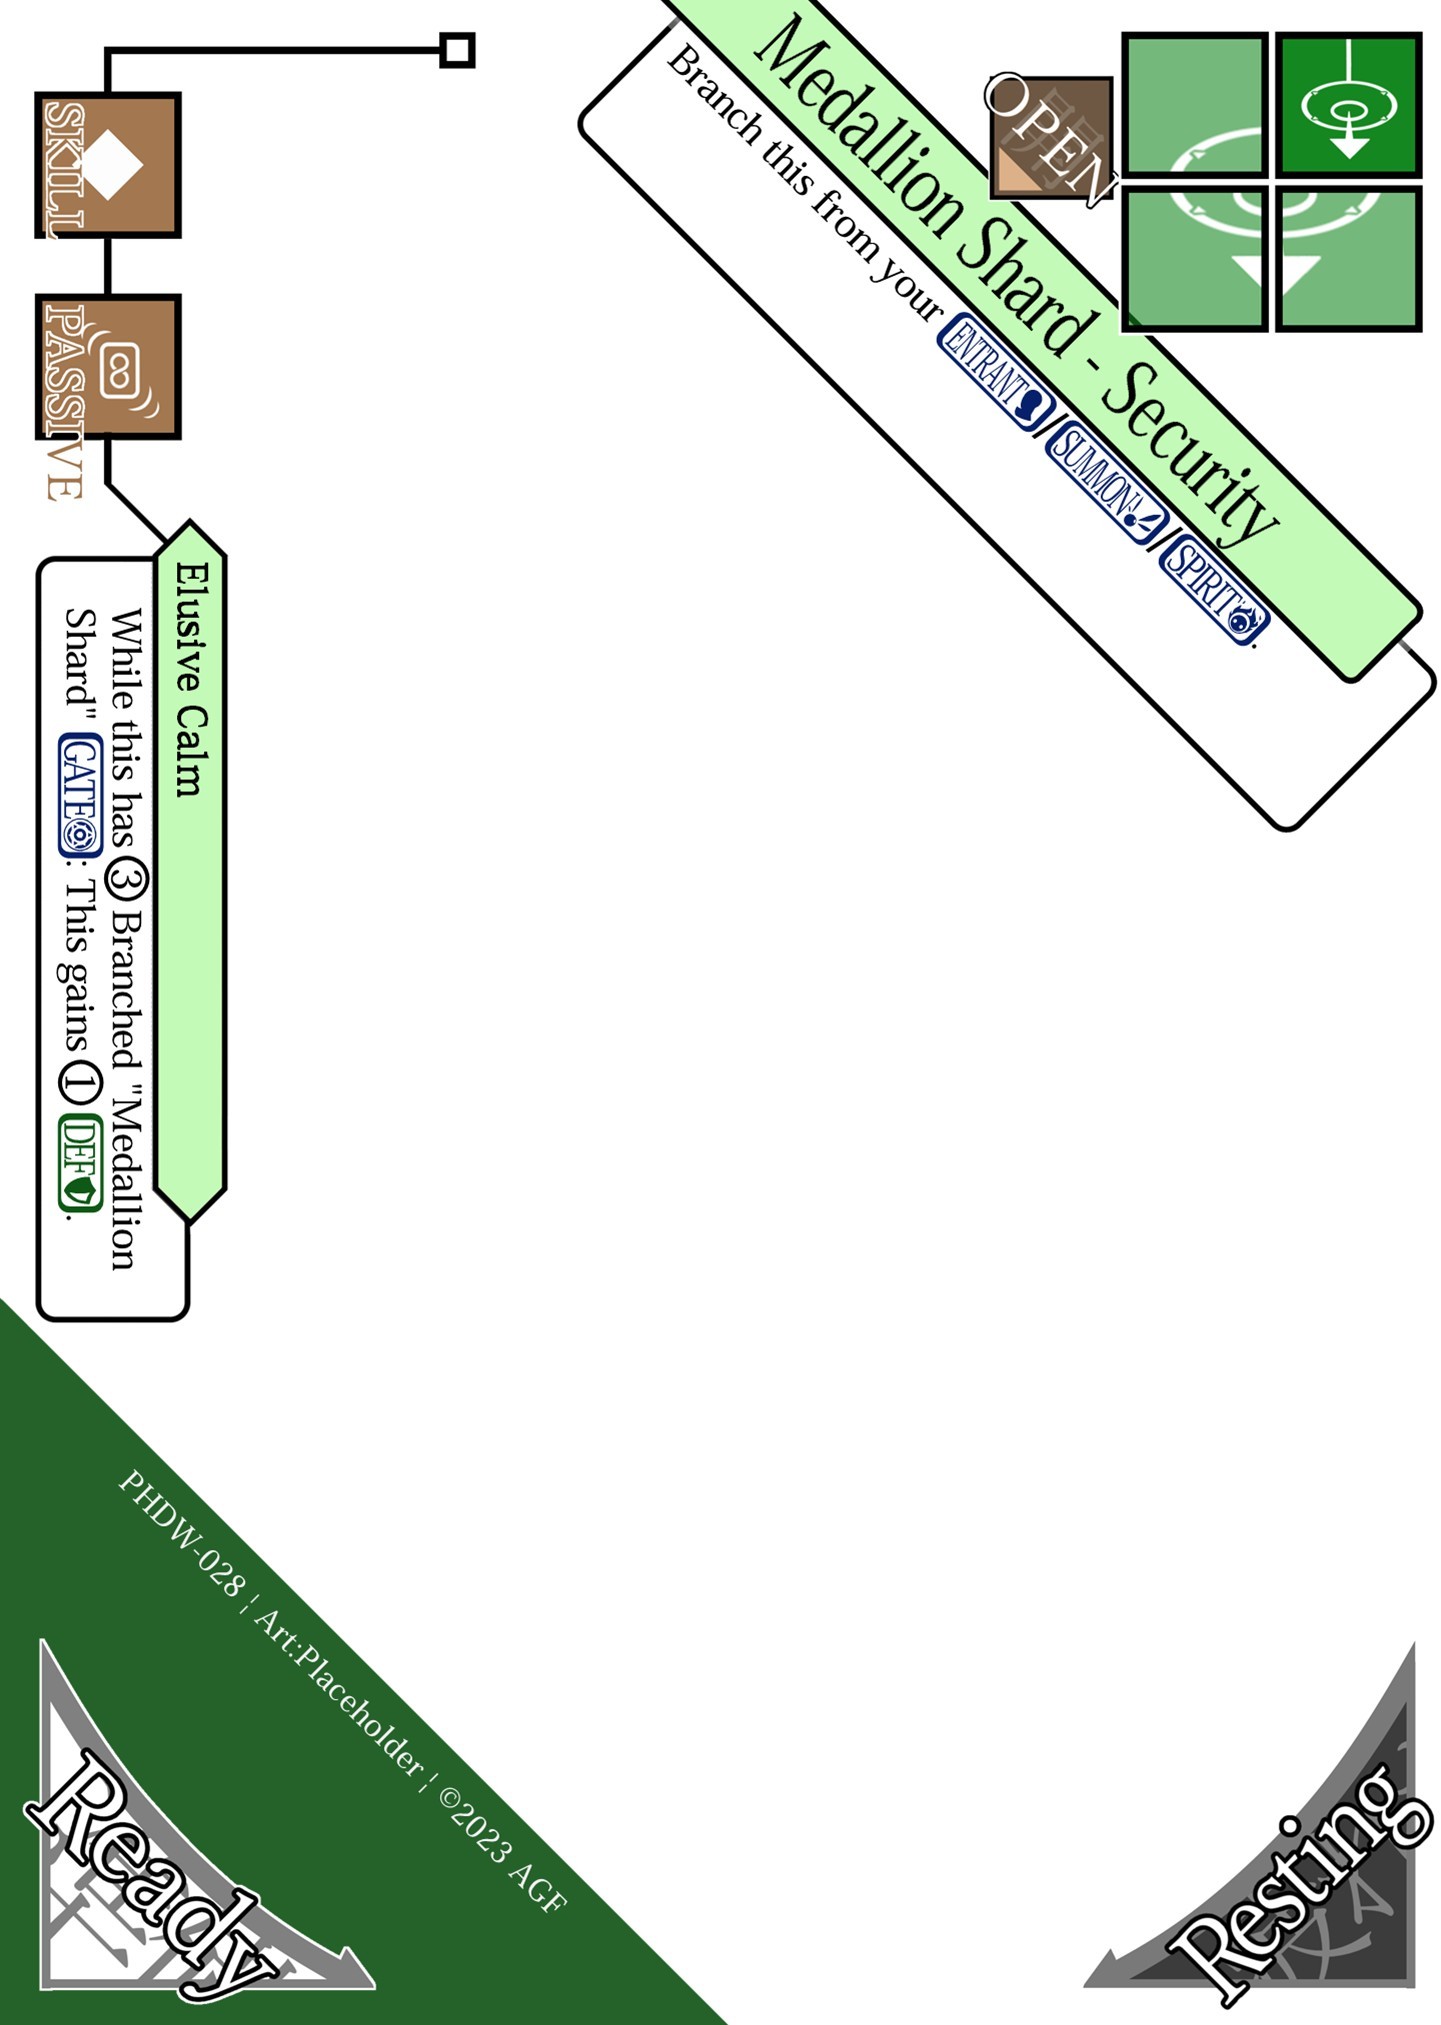 Medallion Shard - Security
Branch this from your ENTRANT/SUMMON/SPIRIT.
OPEN
開
SKILL
PASSIVE
Elusive Calm
While this has ③ Branched "Medallion
Shard" GATE: This gains ① DEF.
PHDW-028 ¦ Art:Placeholder ¦ ©2023 AGF
Ready
Resting